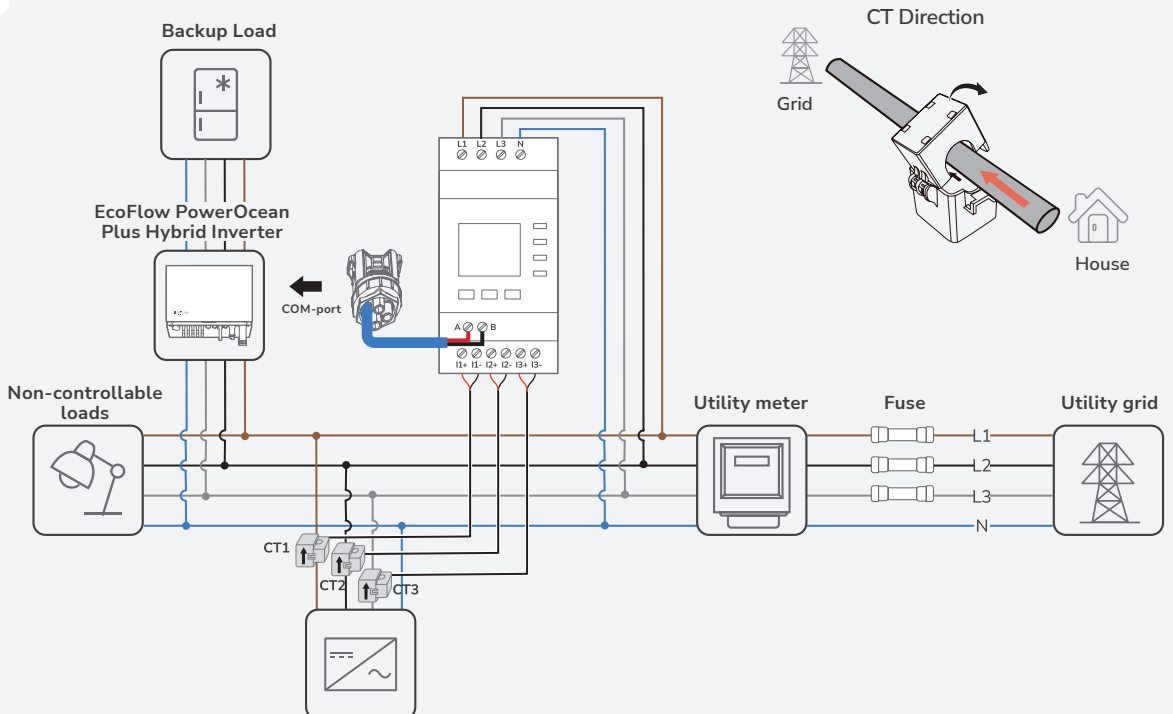 CT Direction
Grid
House
Backup Load
EcoFlow PowerOcean
Plus Hybrid Inverter
COM-port
L1 L2 L3 N
A B
I1+ I1- I2+ I2- I3+ I3-
Non-controllable
loads
Utility meter
Fuse
Utility grid
L1
L2
L3
N
CT1
CT2
CT3